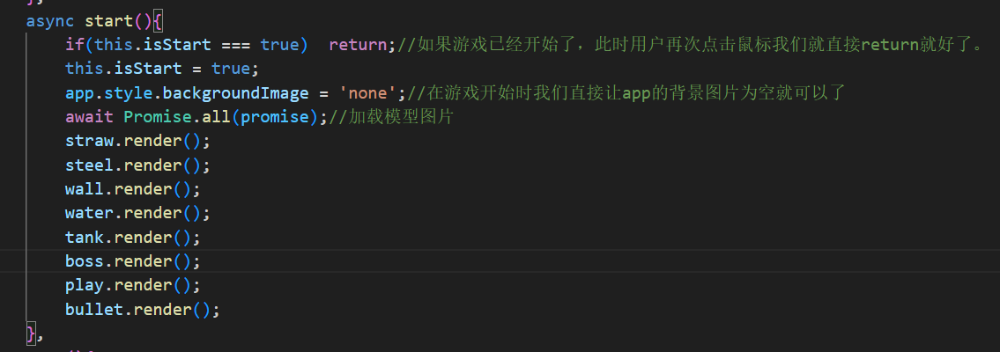 async start(){
if(this.isStart === true)  return;//如果游戏已经开始了，此时用户再次点击鼠标我们就直接return就好了。
this.isStart = true;
app.style.backgroundImage = 'none';//在游戏开始时我们直接让app的背景图片为空就可以了
await Promise.all(promise);//加载模型图片
straw.render();
steel.render();
wall.render();
water.render();
tank.render();
boss.render();
play.render();
bullet.render();
},